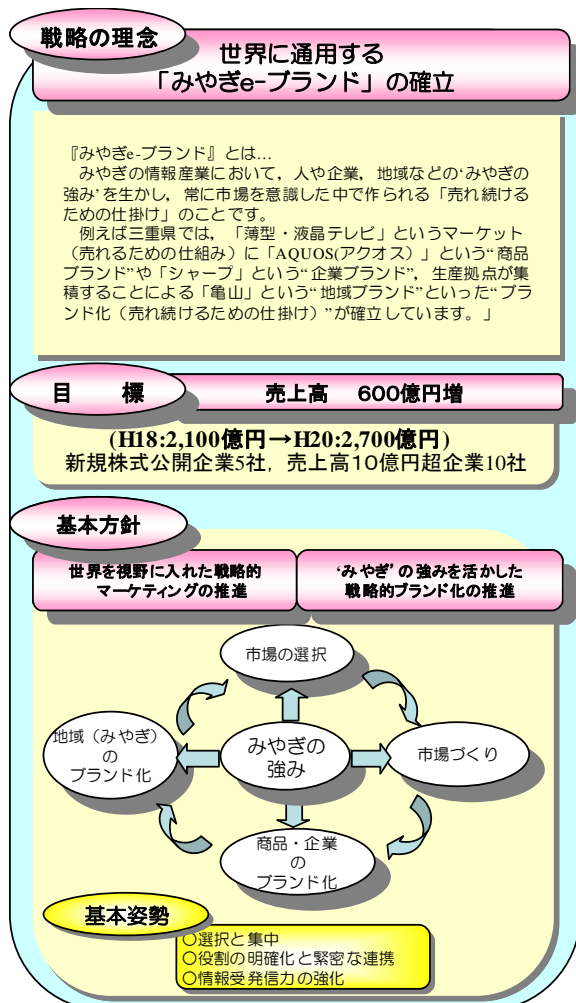 戦略の理念
世界に通用する
「みやぎe-ブランド」の確立
『みやぎe-ブランド』とは…
みやぎの情報産業において，人や企業，地域などの‘みやぎの
強み’を生かし，常に市場を意識した中で作られる「売れ続ける
ための仕掛け」のことです。
例えば三重県では，「薄型・液晶テレビ」というマーケット
（売れるための仕組み）に「AQUOS(アクオス）」という“商品
ブランド”や「シャープ」という“企業ブランド”，生産拠点が集
積することによる「亀山」という“地域ブランド”といった“ブラ
ンド化（売れ続けるための仕掛け）”が確立しています。」
目　標
売上高　600億円増
(H18:2,100億円→H20:2,700億円)
新規株式公開企業5社，売上高10億円超企業10社
基本方針
世界を視野に入れた戦略的
マーケティングの推進
‘みやぎ’の強みを活かした
戦略的ブランド化の推進
市場の選択
地域（みやぎ）
の
ブランド化
みやぎの
強み
市場づくり
商品・企業
の
ブランド化
基本姿勢
○選択と集中
○役割の明確化と緊密な連携
○情報受発信力の強化